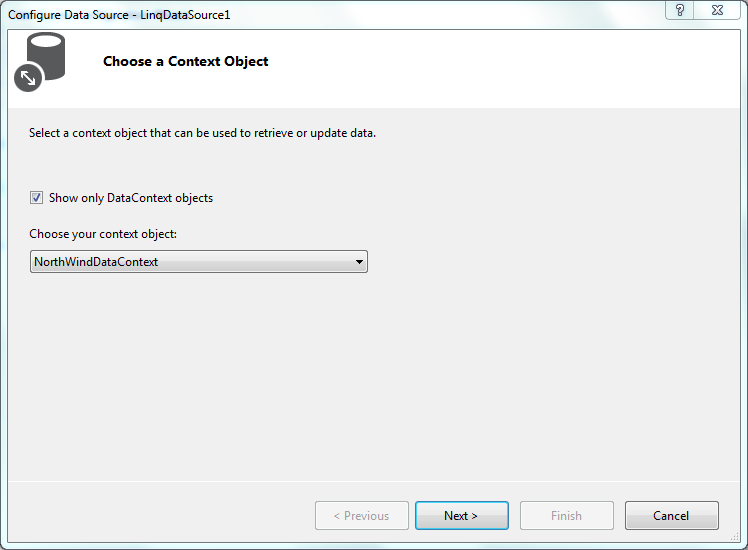 Configure Data Source - LinqDataSource1
?
Choose a Context Object
Select a context object that can be used to retrieve or update data.
Show only DataContext objects
Choose your context object:
NorthWindDataContext
< Previous
Next >
Finish
Cancel